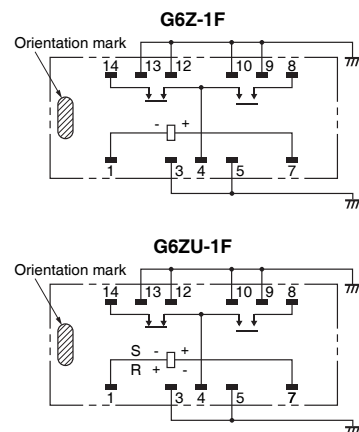 G6Z-1F
Orientation mark
14 13 12 10 9 8
- +
1 3 4 5 7
G6ZU-1F
Orientation mark
14 13 12 10 9 8
S - +
R + -
1 3 4 5 7